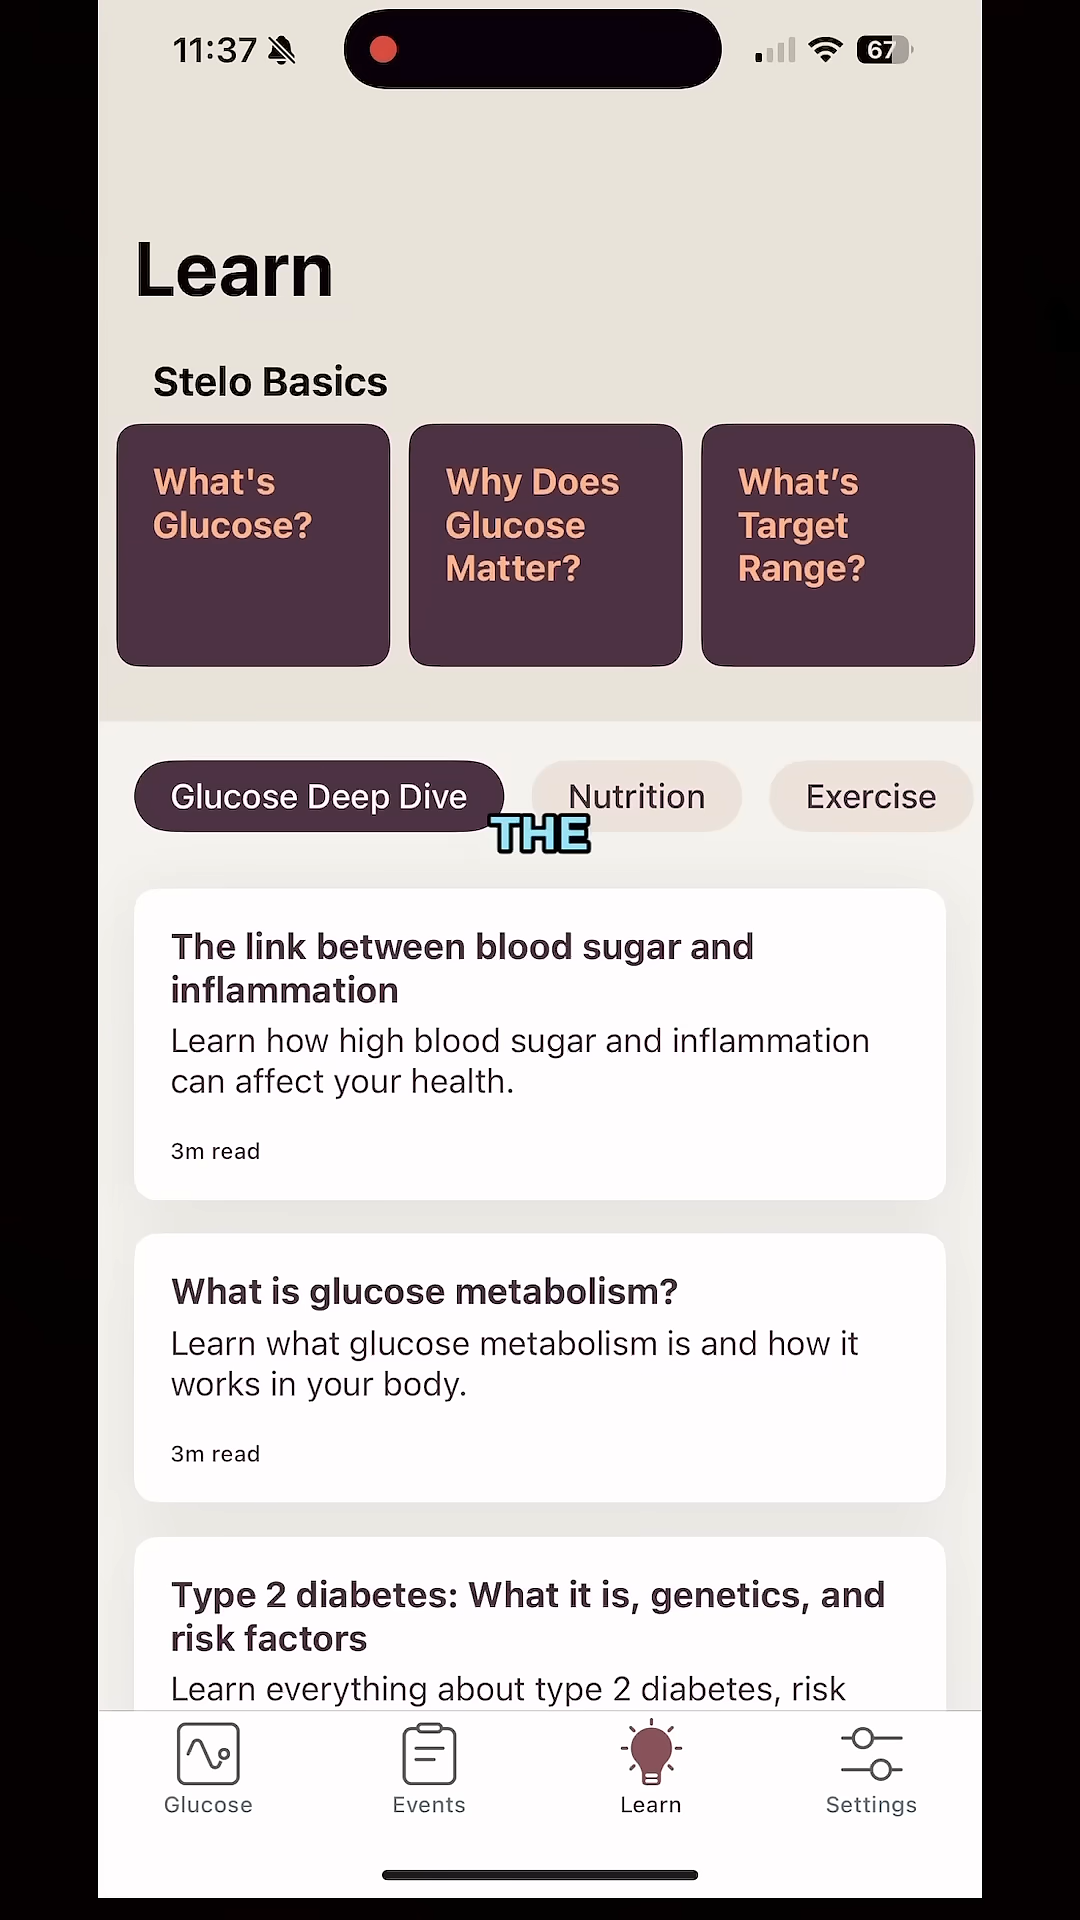 11:37
67
Learn
Stelo Basics
What's
Glucose?
Why Does
Glucose
Matter?
What’s
Target
Range?
Glucose Deep Dive
Nutrition
Exercise
THE
The link between blood sugar and
inflammation
Learn how high blood sugar and inflammation
can affect your health.
3m read
What is glucose metabolism?
Learn what glucose metabolism is and how it
works in your body.
3m read
Type 2 diabetes: What it is, genetics, and
risk factors
Learn everything about type 2 diabetes, risk
Glucose
Events
Learn
Settings